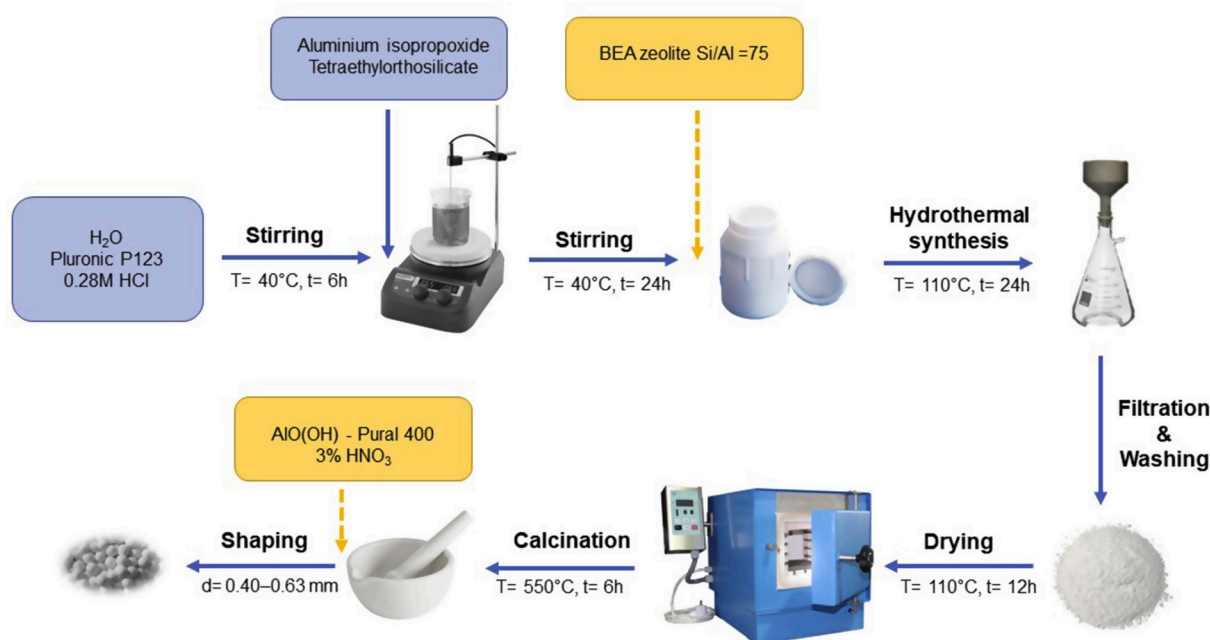 Aluminium isopropoxide
Tetraethylorthosilicate
BEA zeolite Si/Al =75
H₂O
Pluronic P123
0.28M HCl
Stirring
T= 40°C, t= 6h
Stirring
T= 40°C, t= 24h
Hydrothermal
synthesis
T= 110°C, t= 24h
Filtration
&
Washing
AlO(OH) - Pural 400
3% HNO₃
Shaping
d= 0.40–0.63 mm
Calcination
T= 550°C, t= 6h
Drying
T= 110°C, t= 12h